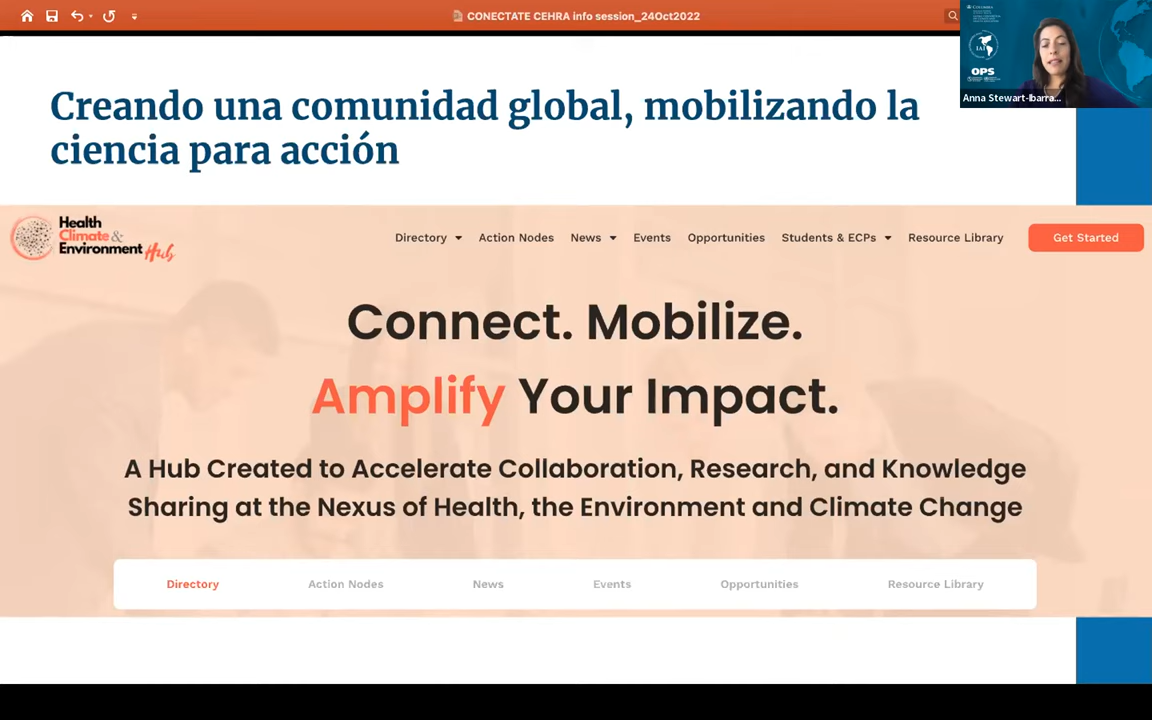 CONECTATE CEHRA info session_24Oct2022
COLUMBIA
IAI
OPS
Anna Stewart-Ibarra...
Creando una comunidad global, mobilizando la
ciencia para acción
Health
Climate &
Environment Hub
Directory Action Nodes News Events Opportunities Students & ECPs Resource Library Get Started
Connect. Mobilize.
Amplify Your Impact.
A Hub Created to Accelerate Collaboration, Research, and Knowledge
Sharing at the Nexus of Health, the Environment and Climate Change
Directory Action Nodes News Events Opportunities Resource Library